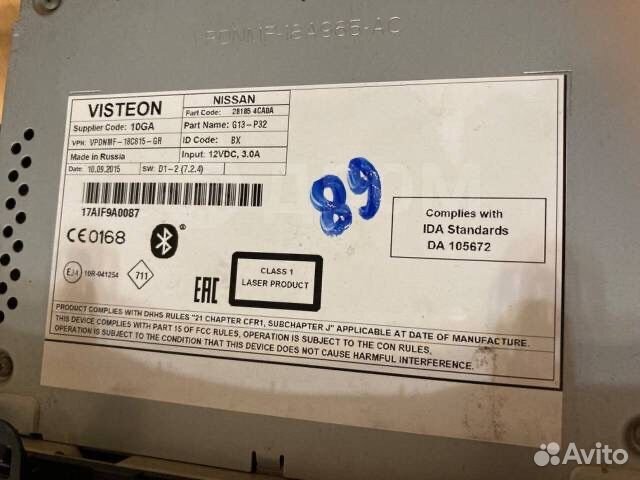 VPDNMF-18A965-AC
VISTEON
NISSAN
Part Code: 28185 4CA0A
Supplier Code: 10GA
Part Name: G13-P32
VPN: VPDNMF-18C815-GR
ID Code: BX
Made in Russia
Input: 12VDC, 3.0A
Date: 10.09.2015
SW: D1-2 (7.2.4)
17AIF9A0087
89
Complies with
IDA Standards
DA 105672
CE0168
®
E14
10R-041254
711
EAC
CLASS 1
LASER PRODUCT
PRODUCT COMPLIES WITH DHHS RULES "21 CHAPTER CFR1, SUBCHAPTER J" APPLICABLE AT DATE OF MANUFACTURE.
THIS DEVICE COMPLIES WITH PART 15 OF FCC RULES, OPERATION IS SUBJECT TO THE CON RULES,
OPERATION IS SUBJECT TO THE CONDITION THAT THIS DEVICE DOES NOT CAUSE HARMFUL INTERFERENCE.
Avito